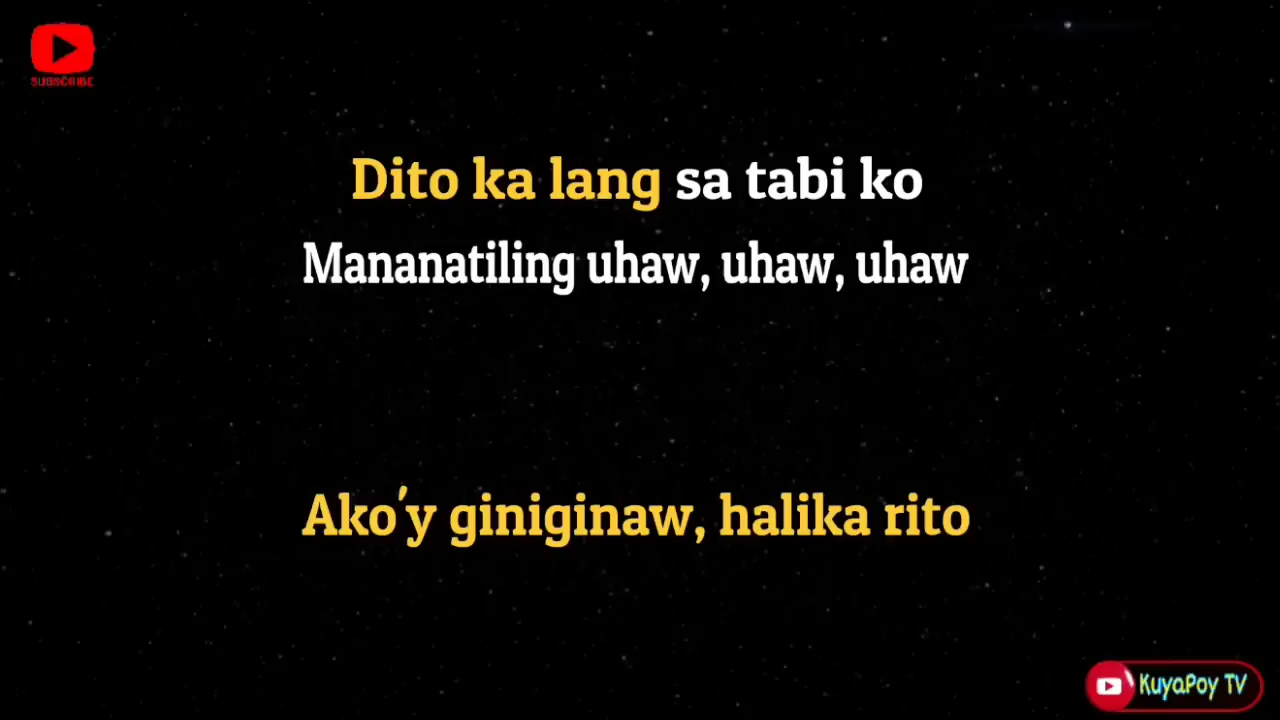 SUBSCRIBE
Dito ka lang sa tabi ko
Mananatiling uhaw, uhaw, uhaw
Ako'y giniginaw, halika rito
KuyaPoy TV